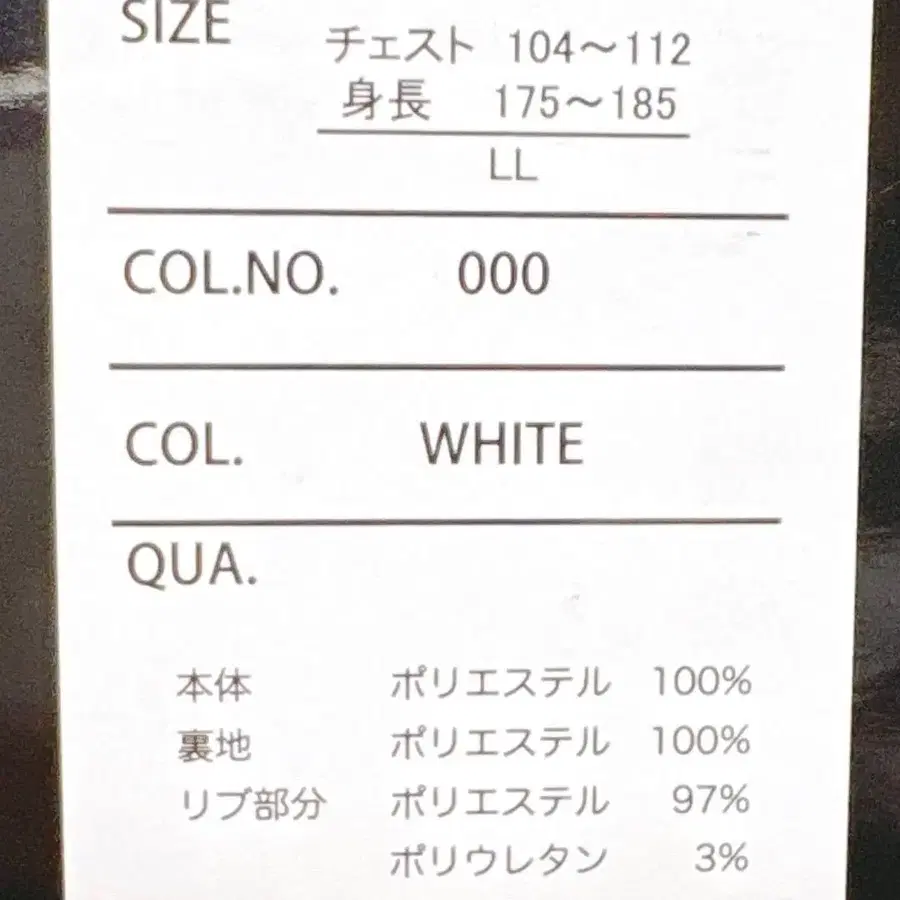 SIZE
チェスト 104～112
身長 175～185
LL
COL.NO. 000
COL. WHITE
QUA.
本体 ポリエステル 100%
裏地 ポリエステル 100%
リブ部分 ポリエステル 97%
ポリウレタン 3%